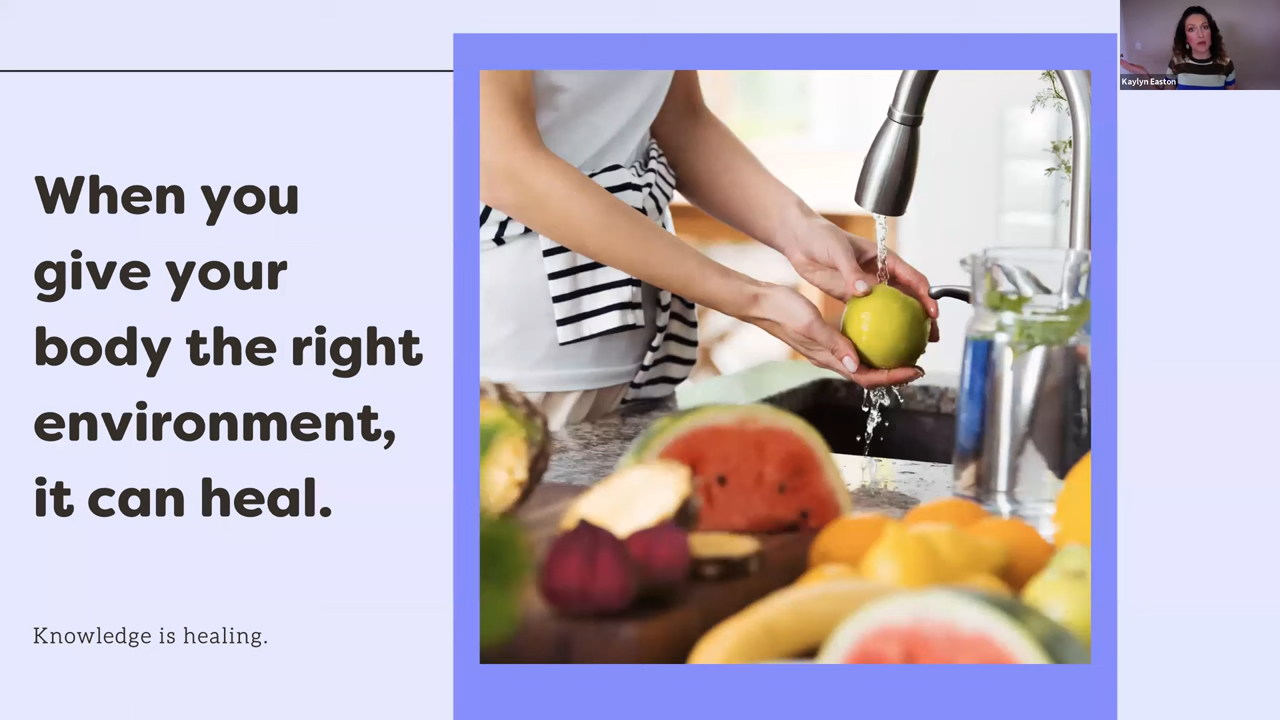 Kaylyn Easton
When you
give your
body the right
environment,
it can heal.
Knowledge is healing.